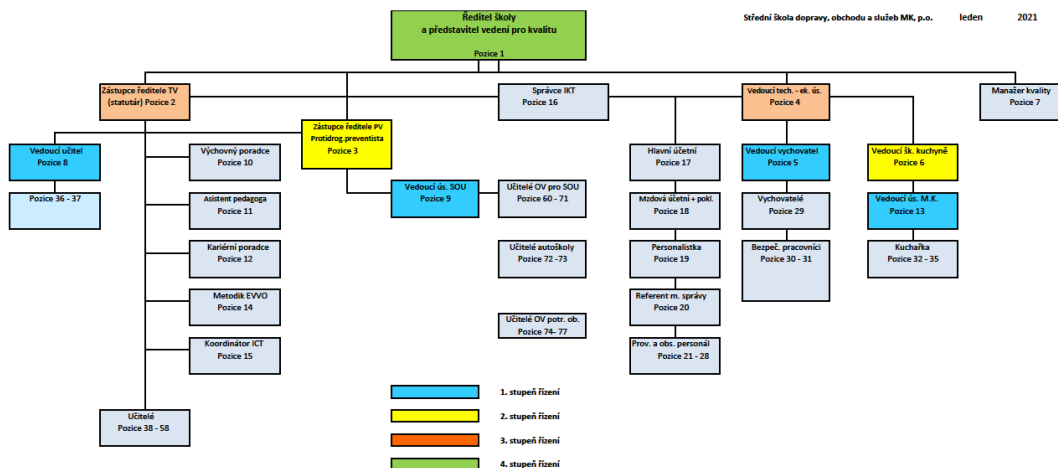 Ředitel školy
a představitel vedení pro kvalitu
Pozice 1
Střední škola dopravy, obchodu a služeb MK, p.o. leden 2021
Zástupce ředitele TV
(statutár) Pozice 2
Správce IKT
Pozice 16
Vedoucí tech. - ek. ús.
Pozice 4
Manažer kvality
Pozice 7
Zástupce ředitele PV
Protidrog.preventista
Pozice 3
Vedoucí učitel
Pozice 8
Výchovný poradce
Pozice 10
Hlavní účetní
Pozice 17
Vedoucí vychovatel
Pozice 5
Vedoucí šk. kuchyně
Pozice 6
Pozice 36 - 37
Asistent pedagoga
Pozice 11
Vedoucí ús. SOU
Pozice 9
Učitelé OV pro SOU
Pozice 60 - 71
Mzdová účetní + pokl.
Pozice 18
Vychovatelé
Pozice 29
Vedoucí ús. M.K.
Pozice 13
Kariérní poradce
Pozice 12
Učitelé autoškoly
Pozice 72 -73
Personalistka
Pozice 19
Bezpeč. pracovníci
Pozice 30 - 31
Kuchařka
Pozice 32 - 35
Metodik EVVO
Pozice 14
Učitelé OV potr. ob.
Pozice 74- 77
Referent m. správy
Pozice 20
Koordinátor ICT
Pozice 15
Prov. a obs. personál
Pozice 21 - 28
Učitelé
Pozice 38 - 58
1. stupeň řízení
2. stupeň řízení
3. stupeň řízení
4. stupeň řízení